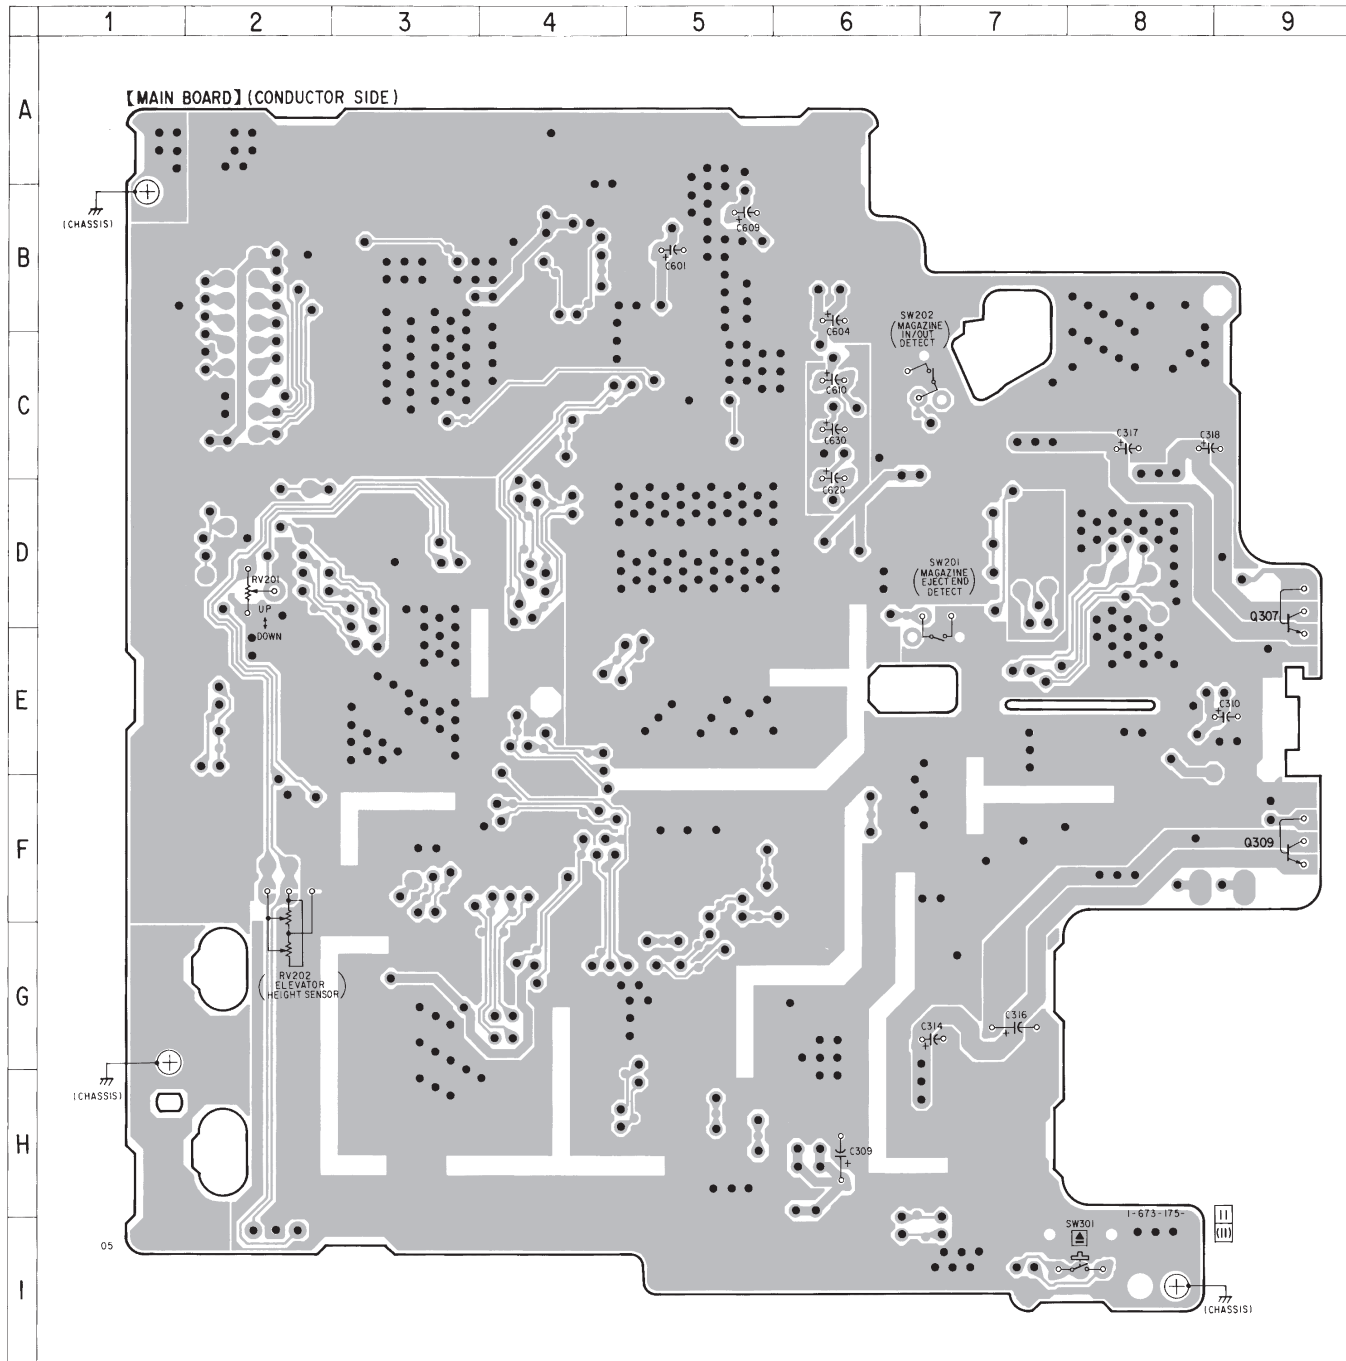 1 2 3 4 5 6 7 8 9
A
【MAIN BOARD】(CONDUCTOR SIDE)
(CHASSIS)
C609
B
C601
SW202
(MAGAZINE
IN/OUT
DETECT)
C604
C610
C
C630
C317
C318
C620
D
SW201
(MAGAZINE
EJECT END
DETECT)
RV201
UP
DOWN
Q307
E
C310
F
Q309
RV202
(ELEVATOR
HEIGHT SENSOR)
G
C314
C316
(CHASSIS)
H
C309
1-673-175-
11
(11)
SW301
05
I
(CHASSIS)